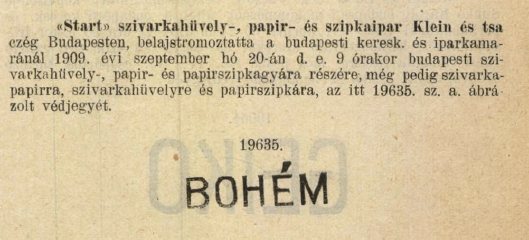 «Start» szivarkahüvely-, papir- és szipkaipar Klein és tsa
czég Budapesten, belajstromoztatta a budapesti keresk. és iparkama-
ránál 1909. évi szeptember hó 20-án d. e. 9 órakor budapesti szi-
varkahüvely-, papir- és papirszipkagyára részére, még pedig szivarka-
papirra, szivarkahüvelyre és papirszipkára, az itt 19635. sz. a. ábrá-
zolt védjegyét.
19635.
BOHÉM